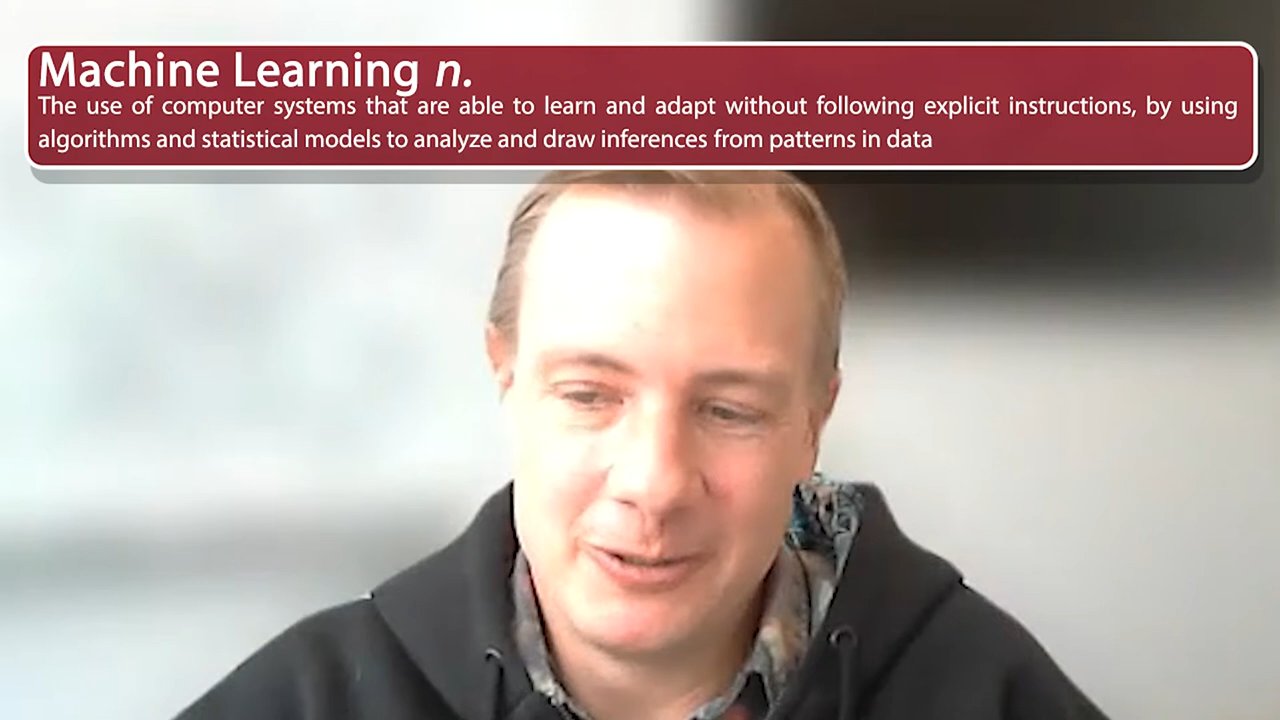 Machine Learning n.
The use of computer systems that are able to learn and adapt without following explicit instructions, by using
algorithms and statistical models to analyze and draw inferences from patterns in data